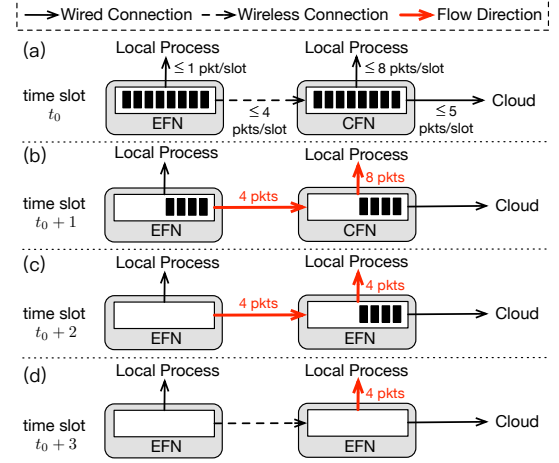 Wired Connection Wireless Connection Flow Direction
(a) Local Process Local Process
≤ 1 pkt/slot ≤ 8 pkts/slot
time slot t₀
EFN ≤ 4 pkts/slot CFN ≤ 5 pkts/slot Cloud
(b) Local Process Local Process
8 pkts
time slot t₀ + 1
4 pkts Cloud
EFN CFN
(c) Local Process Local Process
4 pkts
time slot t₀ + 2
4 pkts Cloud
EFN EFN
(d) Local Process Local Process
4 pkts
time slot t₀ + 3
Cloud
EFN EFN